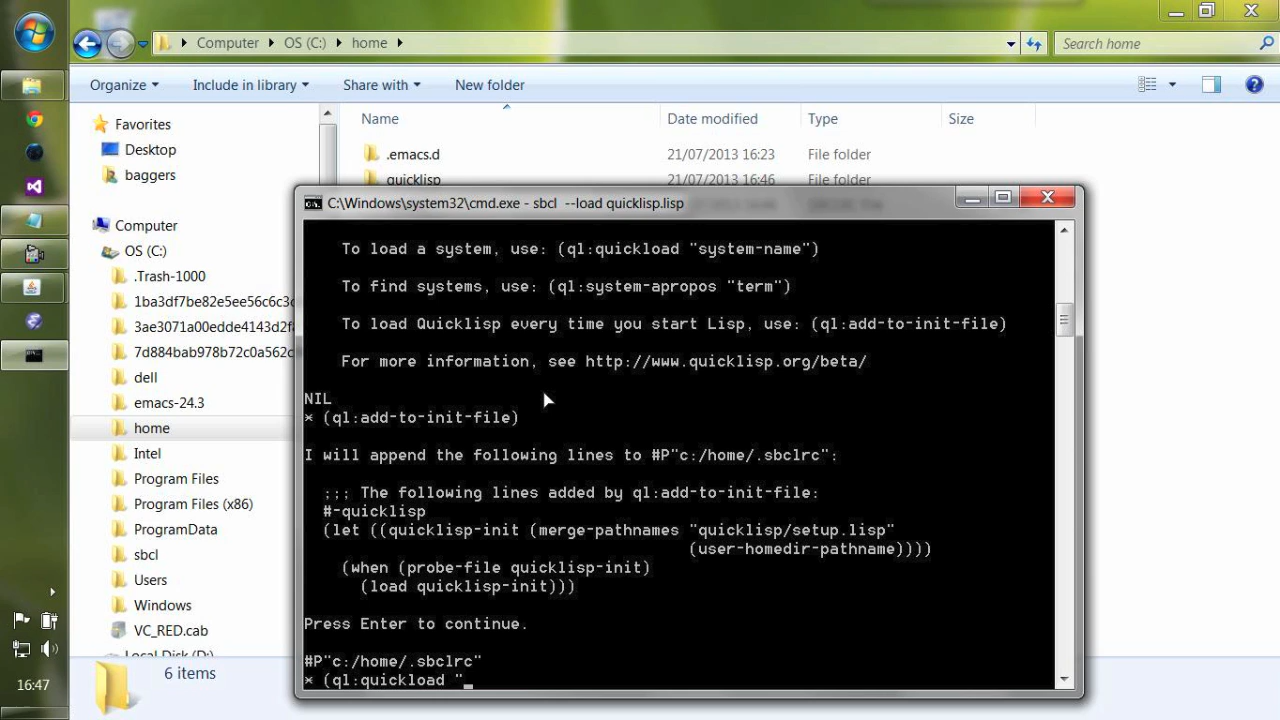 Computer
OS (C:)
home
Search home
Organize
Include in library
Share with
New folder
Name
Date modified
Type
Size
Favorites
Desktop
baggers
Computer
OS (C:)
.Trash-1000
1ba3df7be82e5ee56c6c3
3ae3071a00edde4143d2f
7d884bab978b72c0a562
dell
emacs-24.3
home
Intel
Program Files
Program Files (x86)
ProgramData
sbcl
Users
Windows
VC_RED.cab
Local Disk (D:)
.emacs.d 21/07/2013 16:23 File folder
quicklisp 21/07/2013 16:46 File folder
C:\Windows\system32\cmd.exe - sbcl --load quicklisp.lisp
To load a system, use: (ql:quickload "system-name")
To find systems, use: (ql:system-apropos "term")
To load Quicklisp every time you start Lisp, use: (ql:add-to-init-file)
For more information, see http://www.quicklisp.org/beta/
NIL
* (ql:add-to-init-file)
I will append the following lines to #P"c:/home/.sbclrc":
;;; The following lines added by ql:add-to-init-file:
#-quicklisp
(let ((quicklisp-init (merge-pathnames "quicklisp/setup.lisp"
(user-homedir-pathname))))
(when (probe-file quicklisp-init)
(load quicklisp-init)))
Press Enter to continue.
#P"c:/home/.sbclrc"
* (ql:quickload "_
6 items
16:47